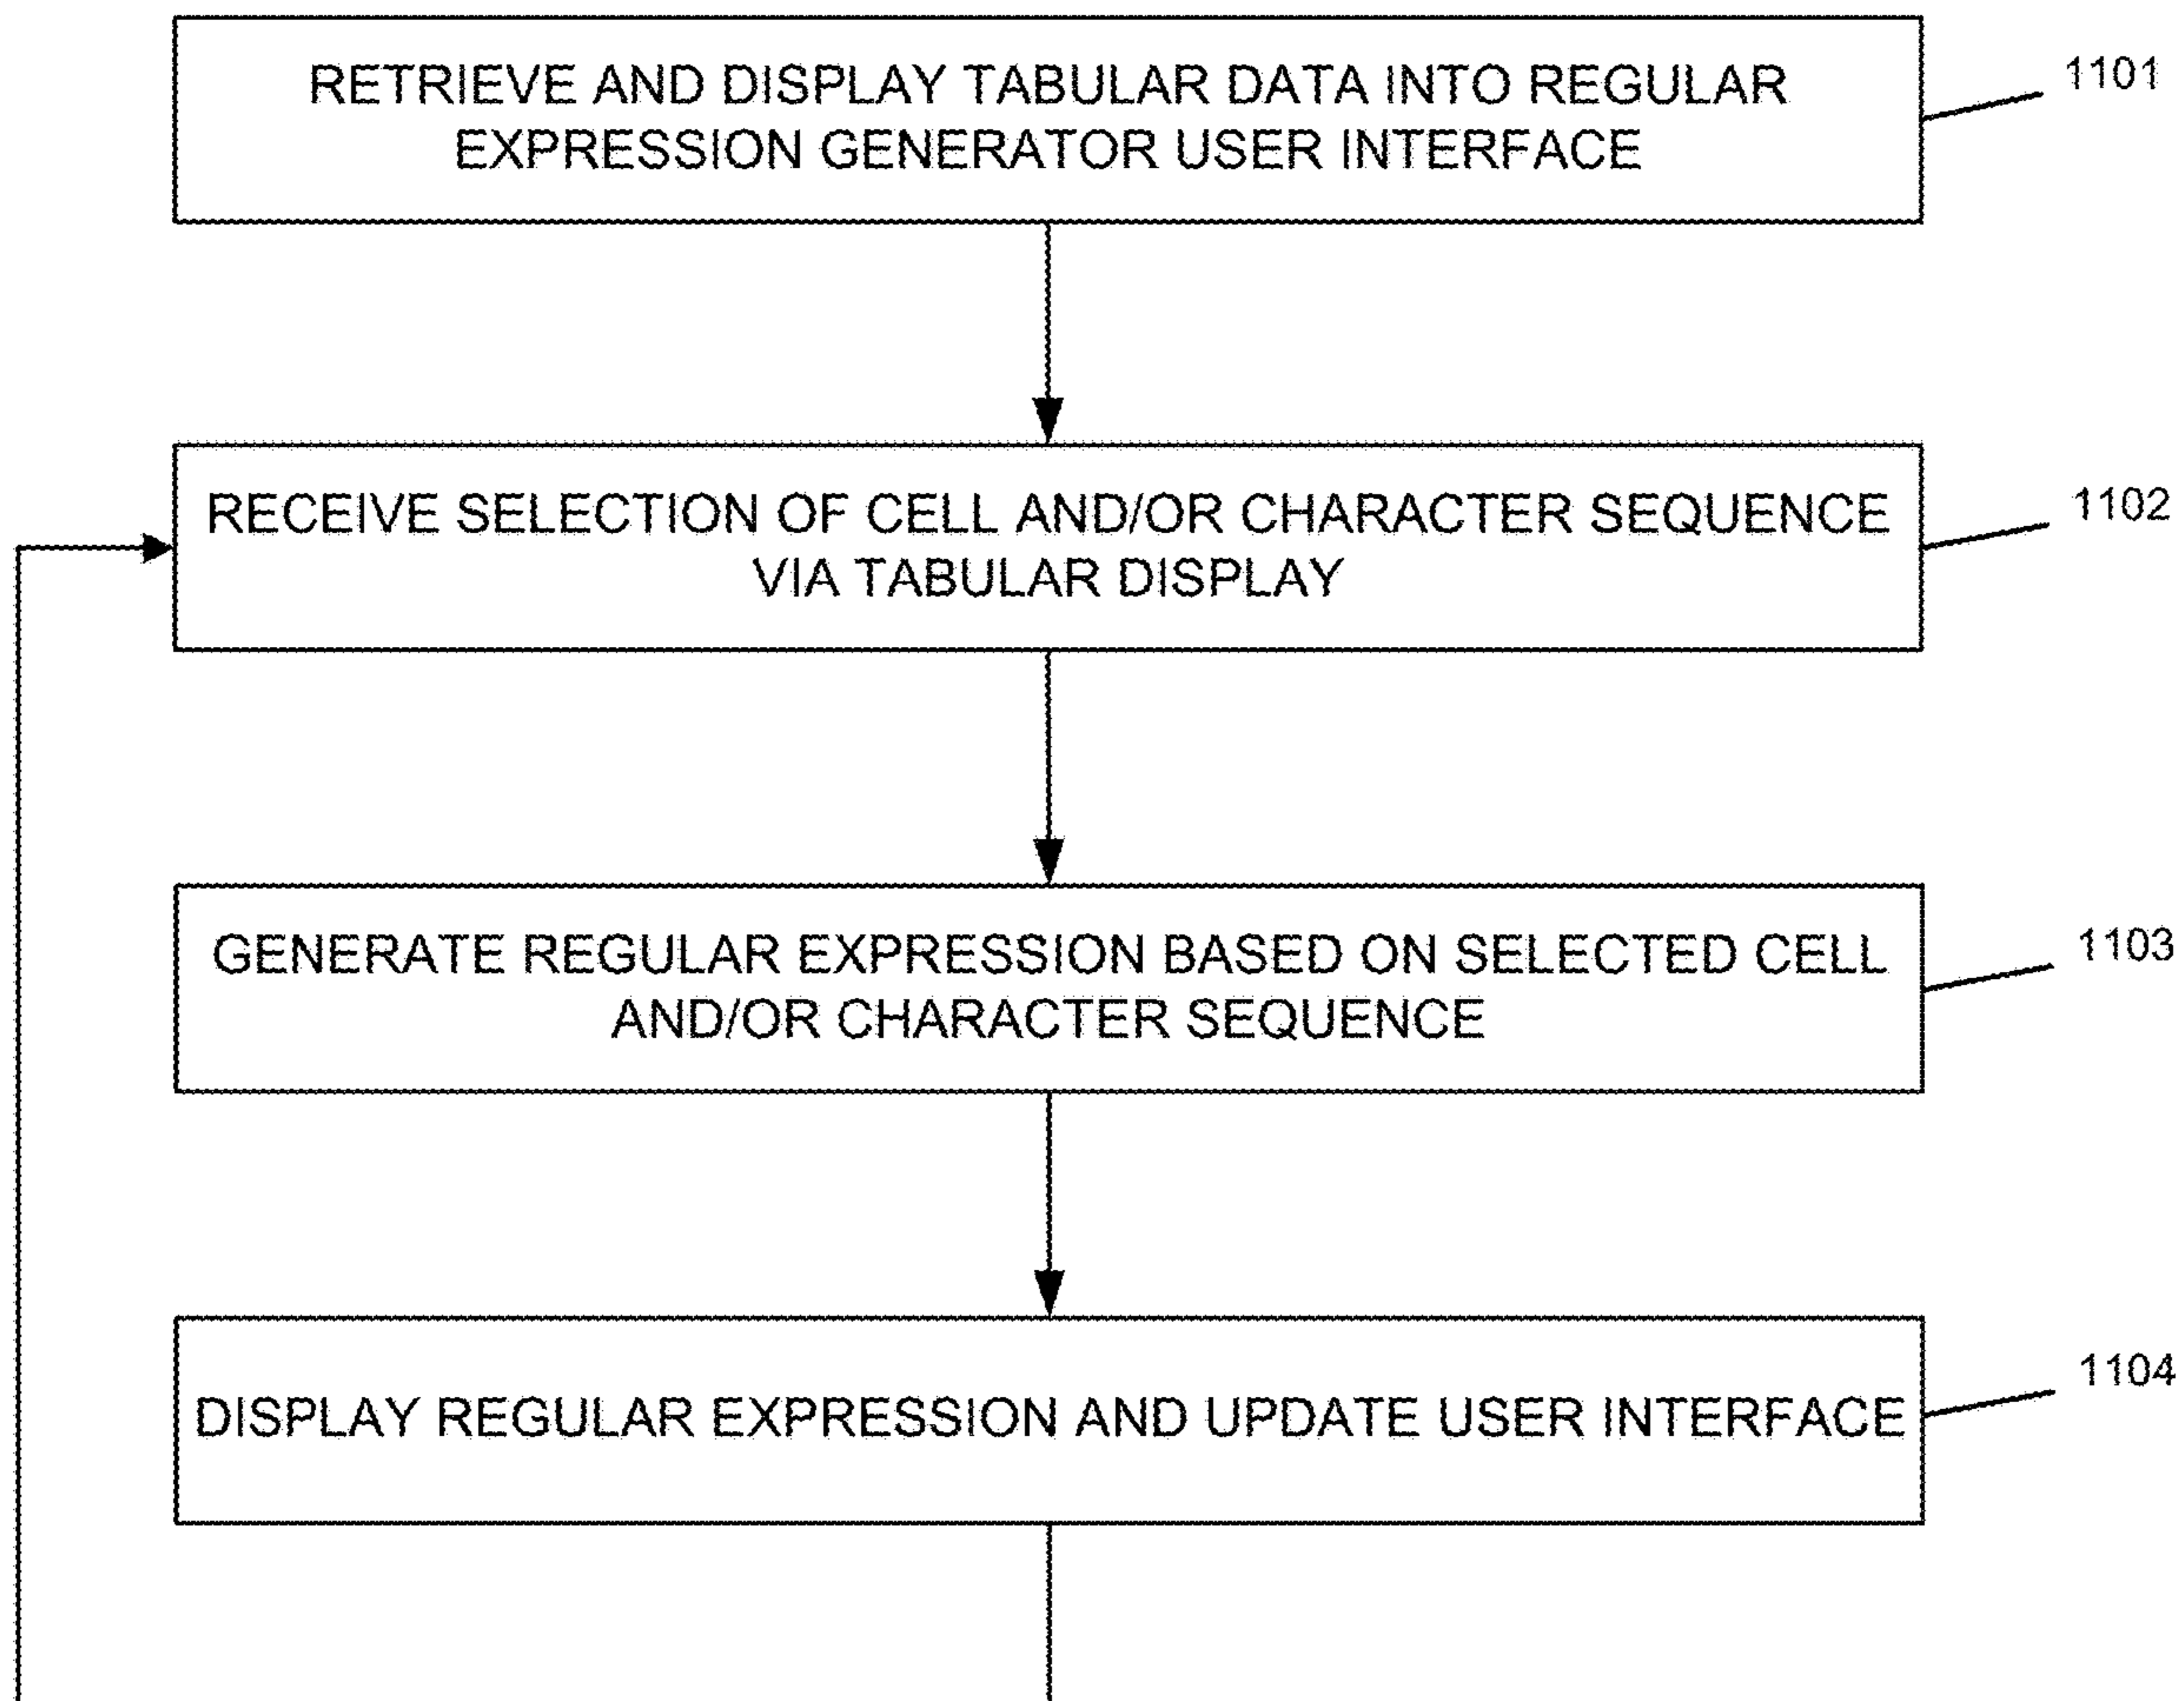 RETRIEVE AND DISPLAY TABULAR DATA INTO REGULAR
EXPRESSION GENERATOR USER INTERFACE
1101
RECEIVE SELECTION OF CELL AND/OR CHARACTER SEQUENCE
VIA TABULAR DISPLAY
1102
GENERATE REGULAR EXPRESSION BASED ON SELECTED CELL
AND/OR CHARACTER SEQUENCE
1103
DISPLAY REGULAR EXPRESSION AND UPDATE USER INTERFACE
1104